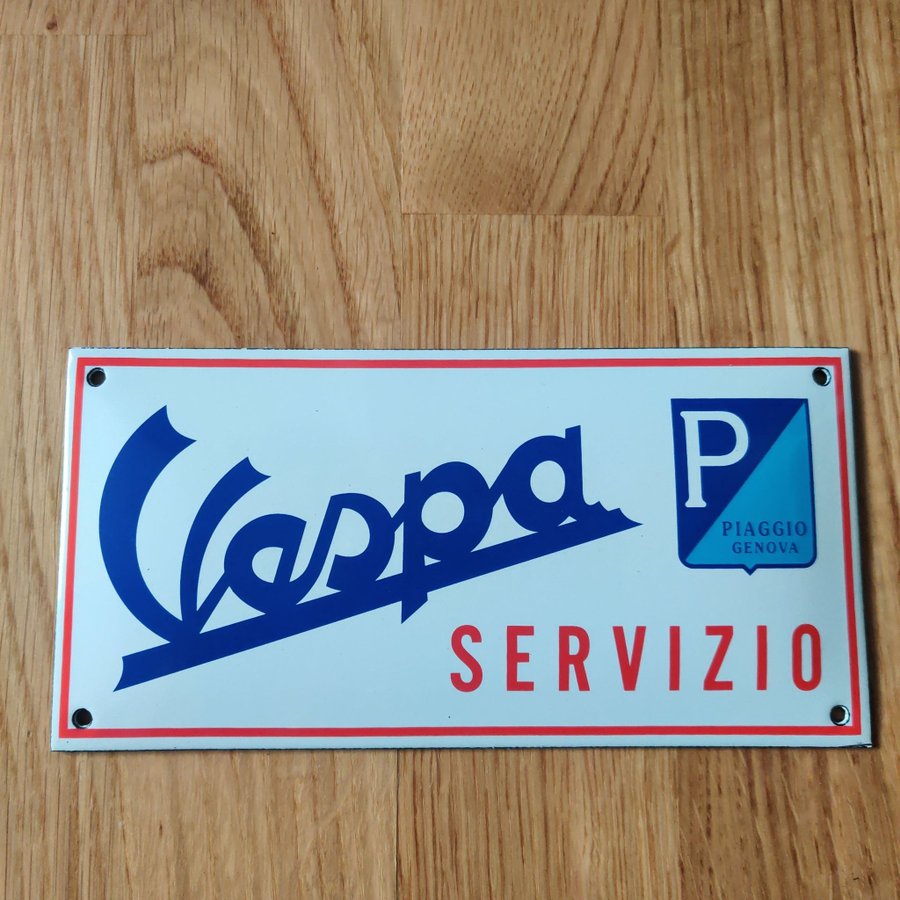 Vespa
P
PIAGGIO
GENOVA
SERVIZIO